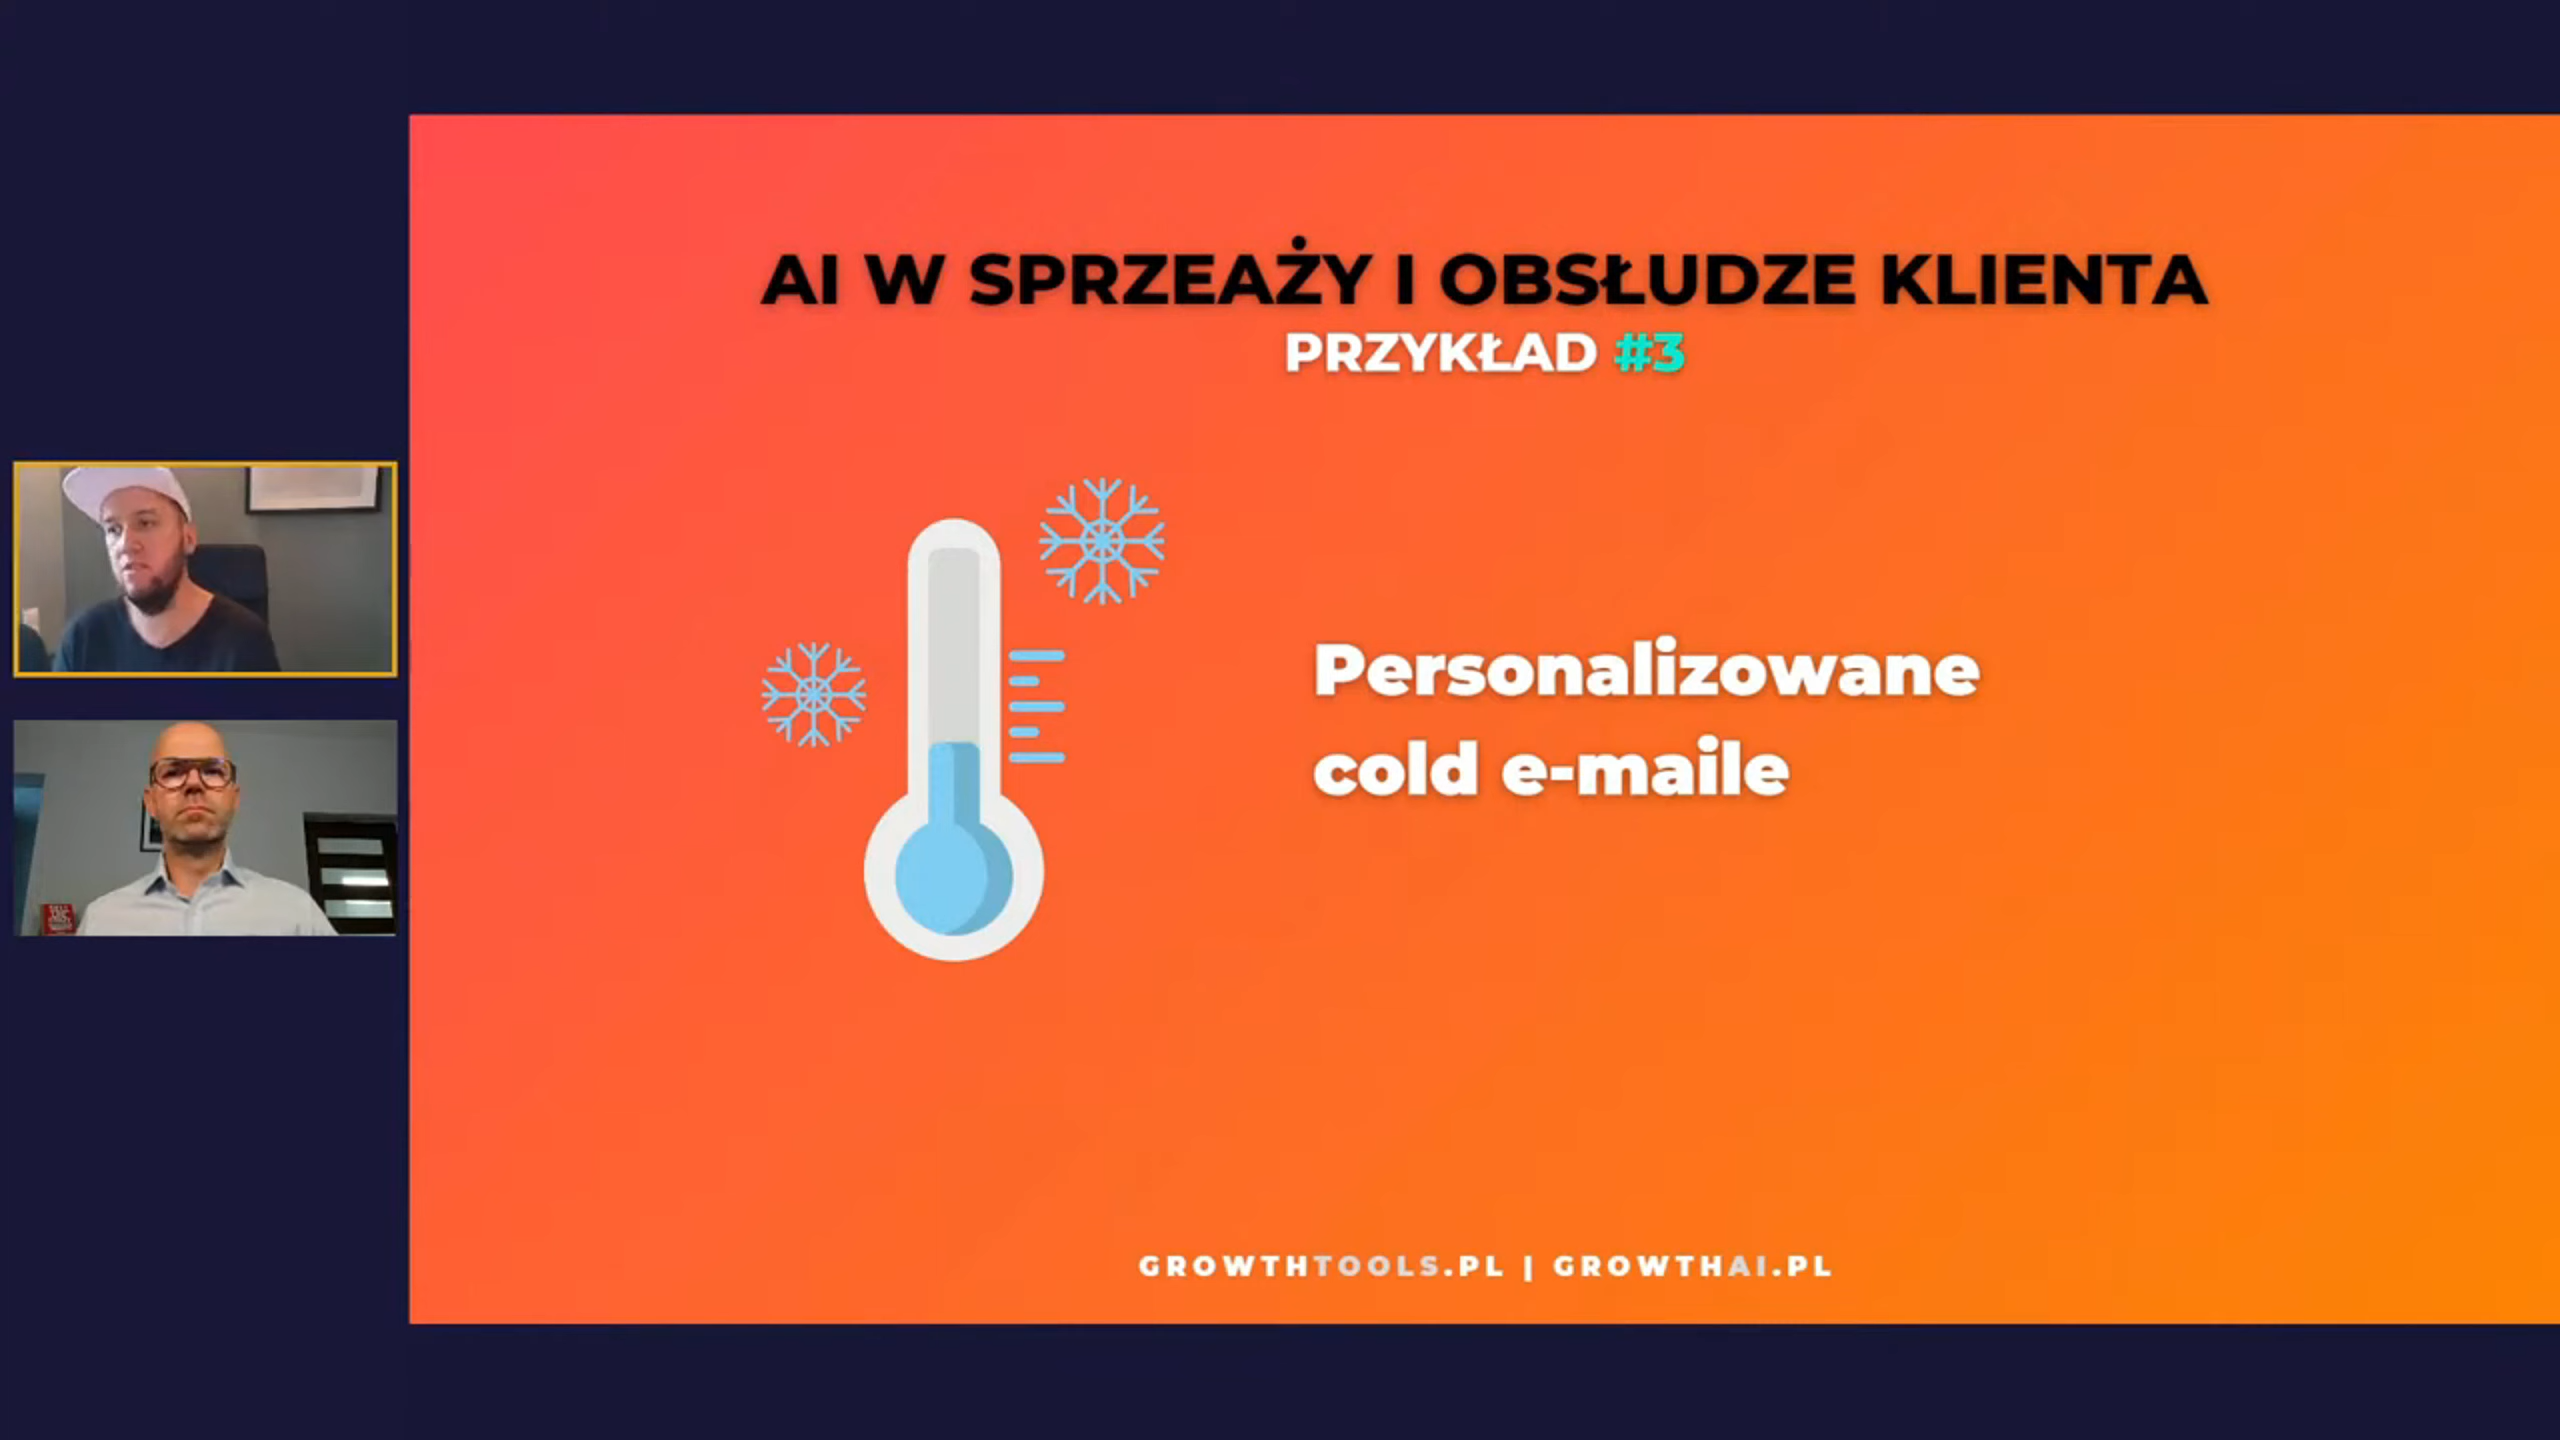 AI W SPRZEAŻY I OBSŁUDZE KLIENTA
PRZYKŁAD #3
Personalizowane
cold e-maile
GROWTHTOOLS.PL | GROWTHAI.PL